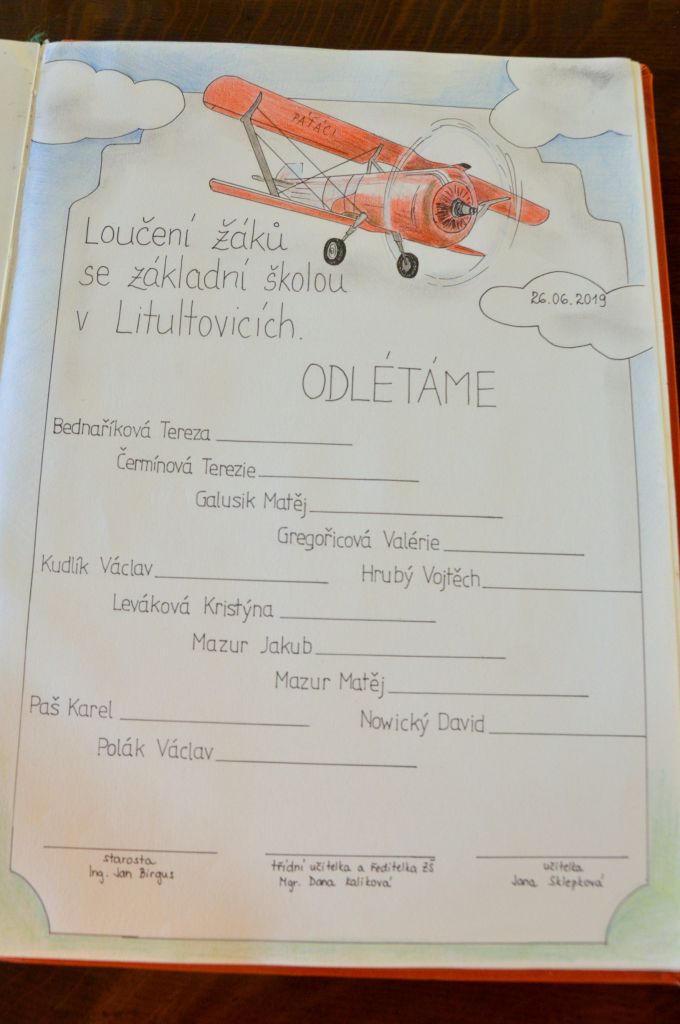 PAŤÁCI
Loučení žáků
se základní školou
v Litultovicích.
26.06.2019
ODLÉTÁME
Bednaříková Tereza
Čermínová Terezie
Galusik Matěj
Gregořicová Valérie
Kudlík Václav Hrubý Vojtěch
Leváková Kristýna
Mazur Jakub
Mazur Matěj
Paš Karel Nowický David
Polák Václav
starosta
Ing. Jan Birgus
třídní učitelka a ředitelka ZŠ
Mgr. Dana Kalíková
učitelka
Jana Sklepková